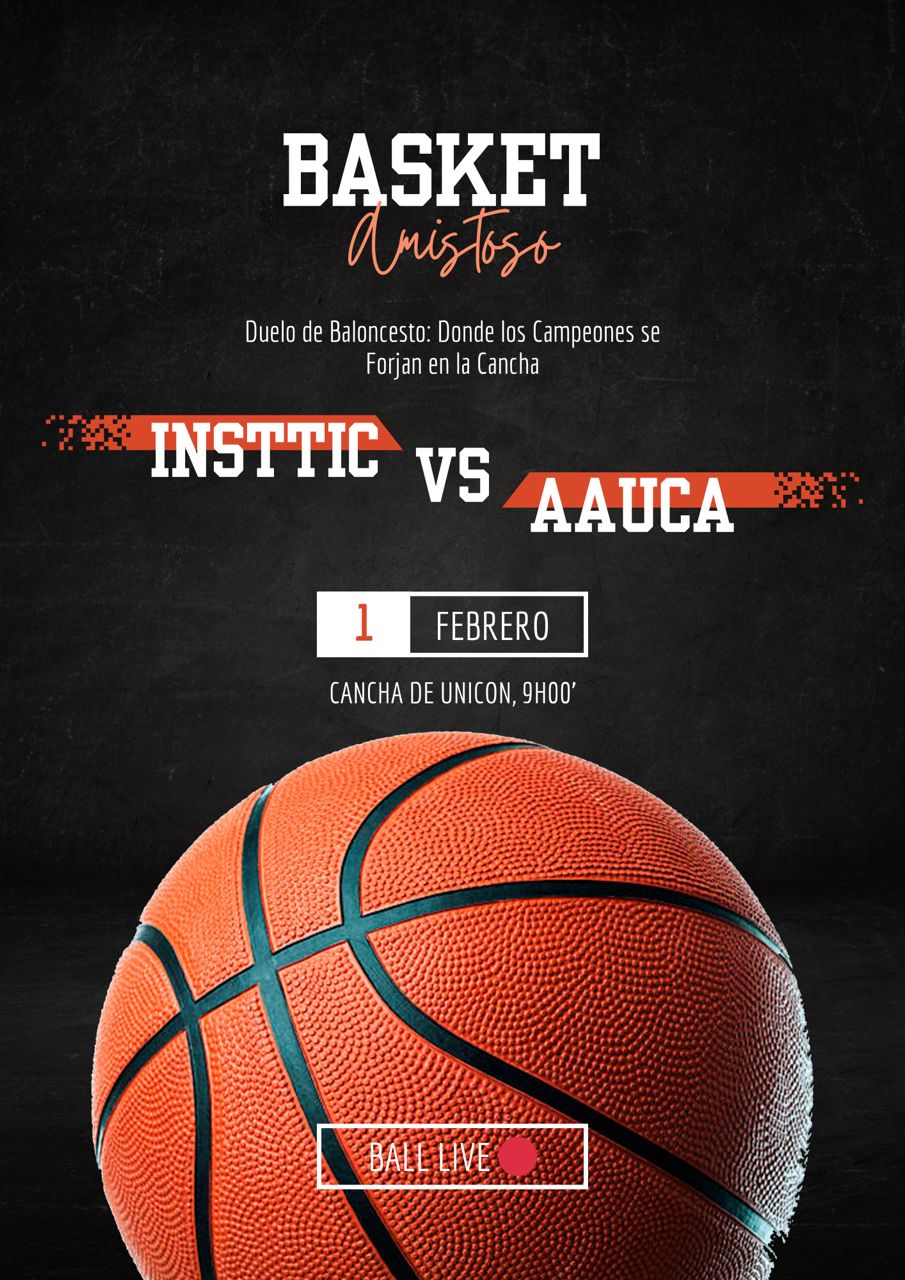 BASKET
Amistoso
Duelo de Baloncesto: Donde los Campeones se
Forjan en la Cancha
INSTTIC
VS
AAUCA
1 FEBRERO
CANCHA DE UNICON, 9H00'
BALL LIVE